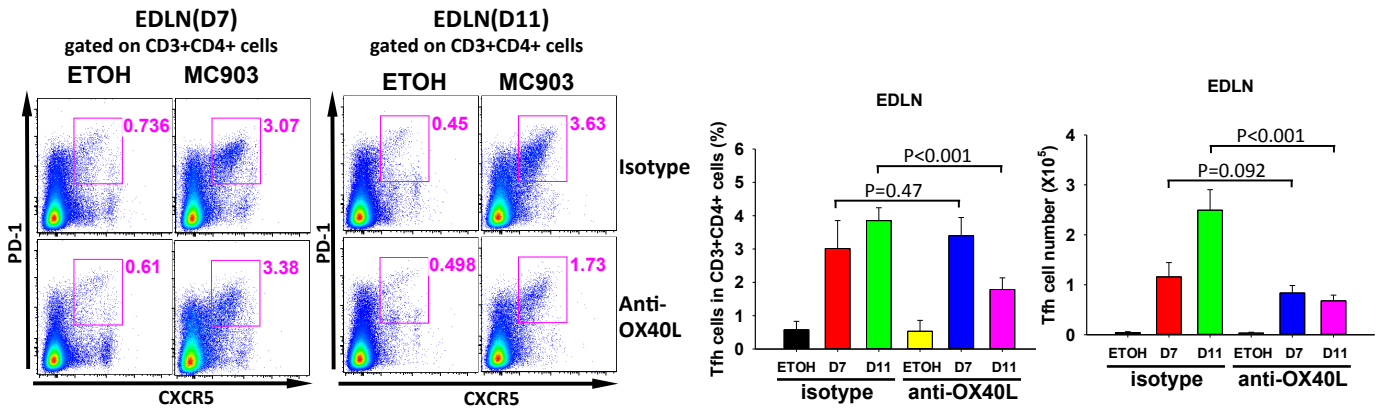 EDLN(D7)
gated on CD3+CD4+ cells
ETOH MC903
0.736 3.07
0.61 3.38
PD-1
CXCR5
EDLN(D11)
gated on CD3+CD4+ cells
ETOH MC903
0.45 3.63
Isotype
0.498 1.73
Anti-
OX40L
PD-1
CXCR5
EDLN
Tfh cells in CD3+CD4+ cells (%)
6
5
4
3
2
1
0
P<0.001
P=0.47
ETOH D7 D11 ETOH D7 D11
isotype anti-OX40L
EDLN
Tfh cell number (X10⁵)
4
3
2
1
0
P<0.001
P=0.092
ETOH D7 D11 ETOH D7 D11
isotype anti-OX40L